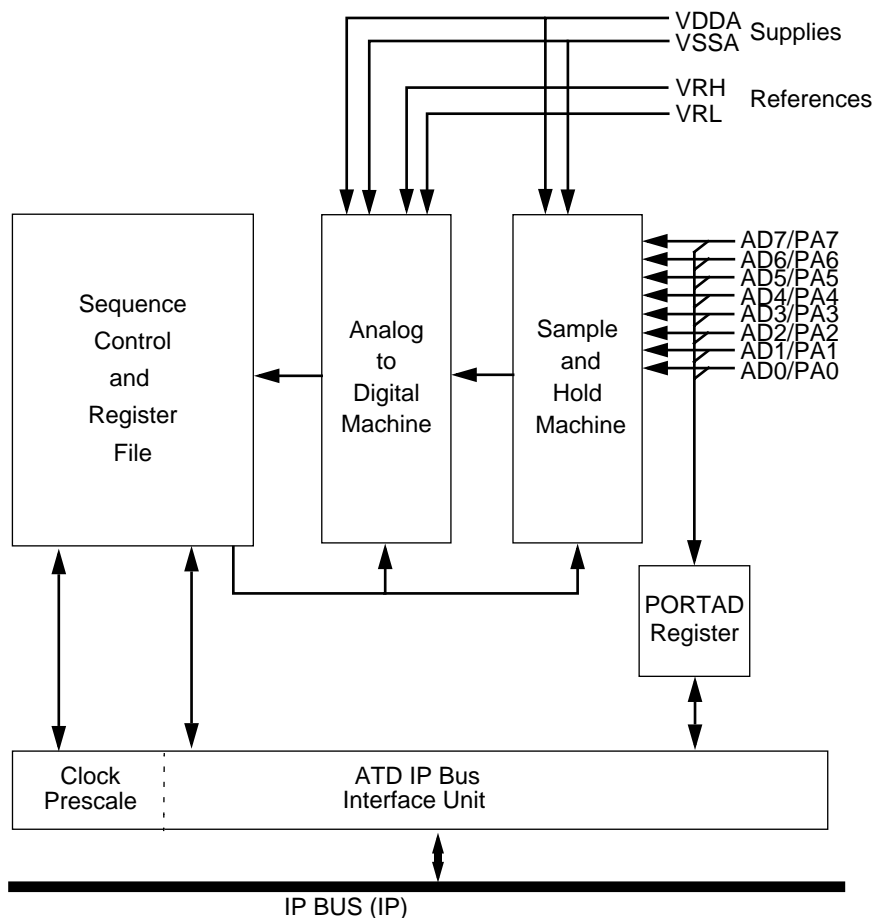 VDDA
VSSA
Supplies
VRH
VRL
References
AD7/PA7
AD6/PA6
AD5/PA5
AD4/PA4
AD3/PA3
AD2/PA2
AD1/PA1
AD0/PA0
Sequence
Control
and
Register
File
Analog
to
Digital
Machine
Sample
and
Hold
Machine
PORTAD
Register
Clock
Prescale
ATD IP Bus
Interface Unit
IP BUS (IP)